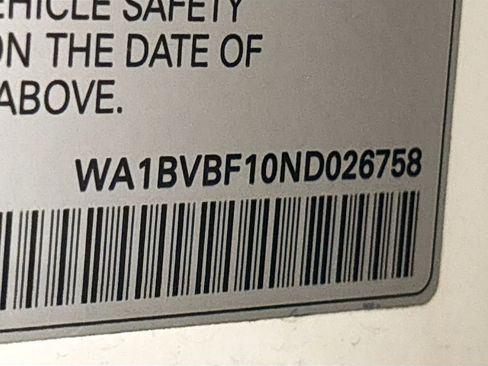 EHICLE SAFETY
ON THE DATE OF
ABOVE.
WA1BVBF10ND026758